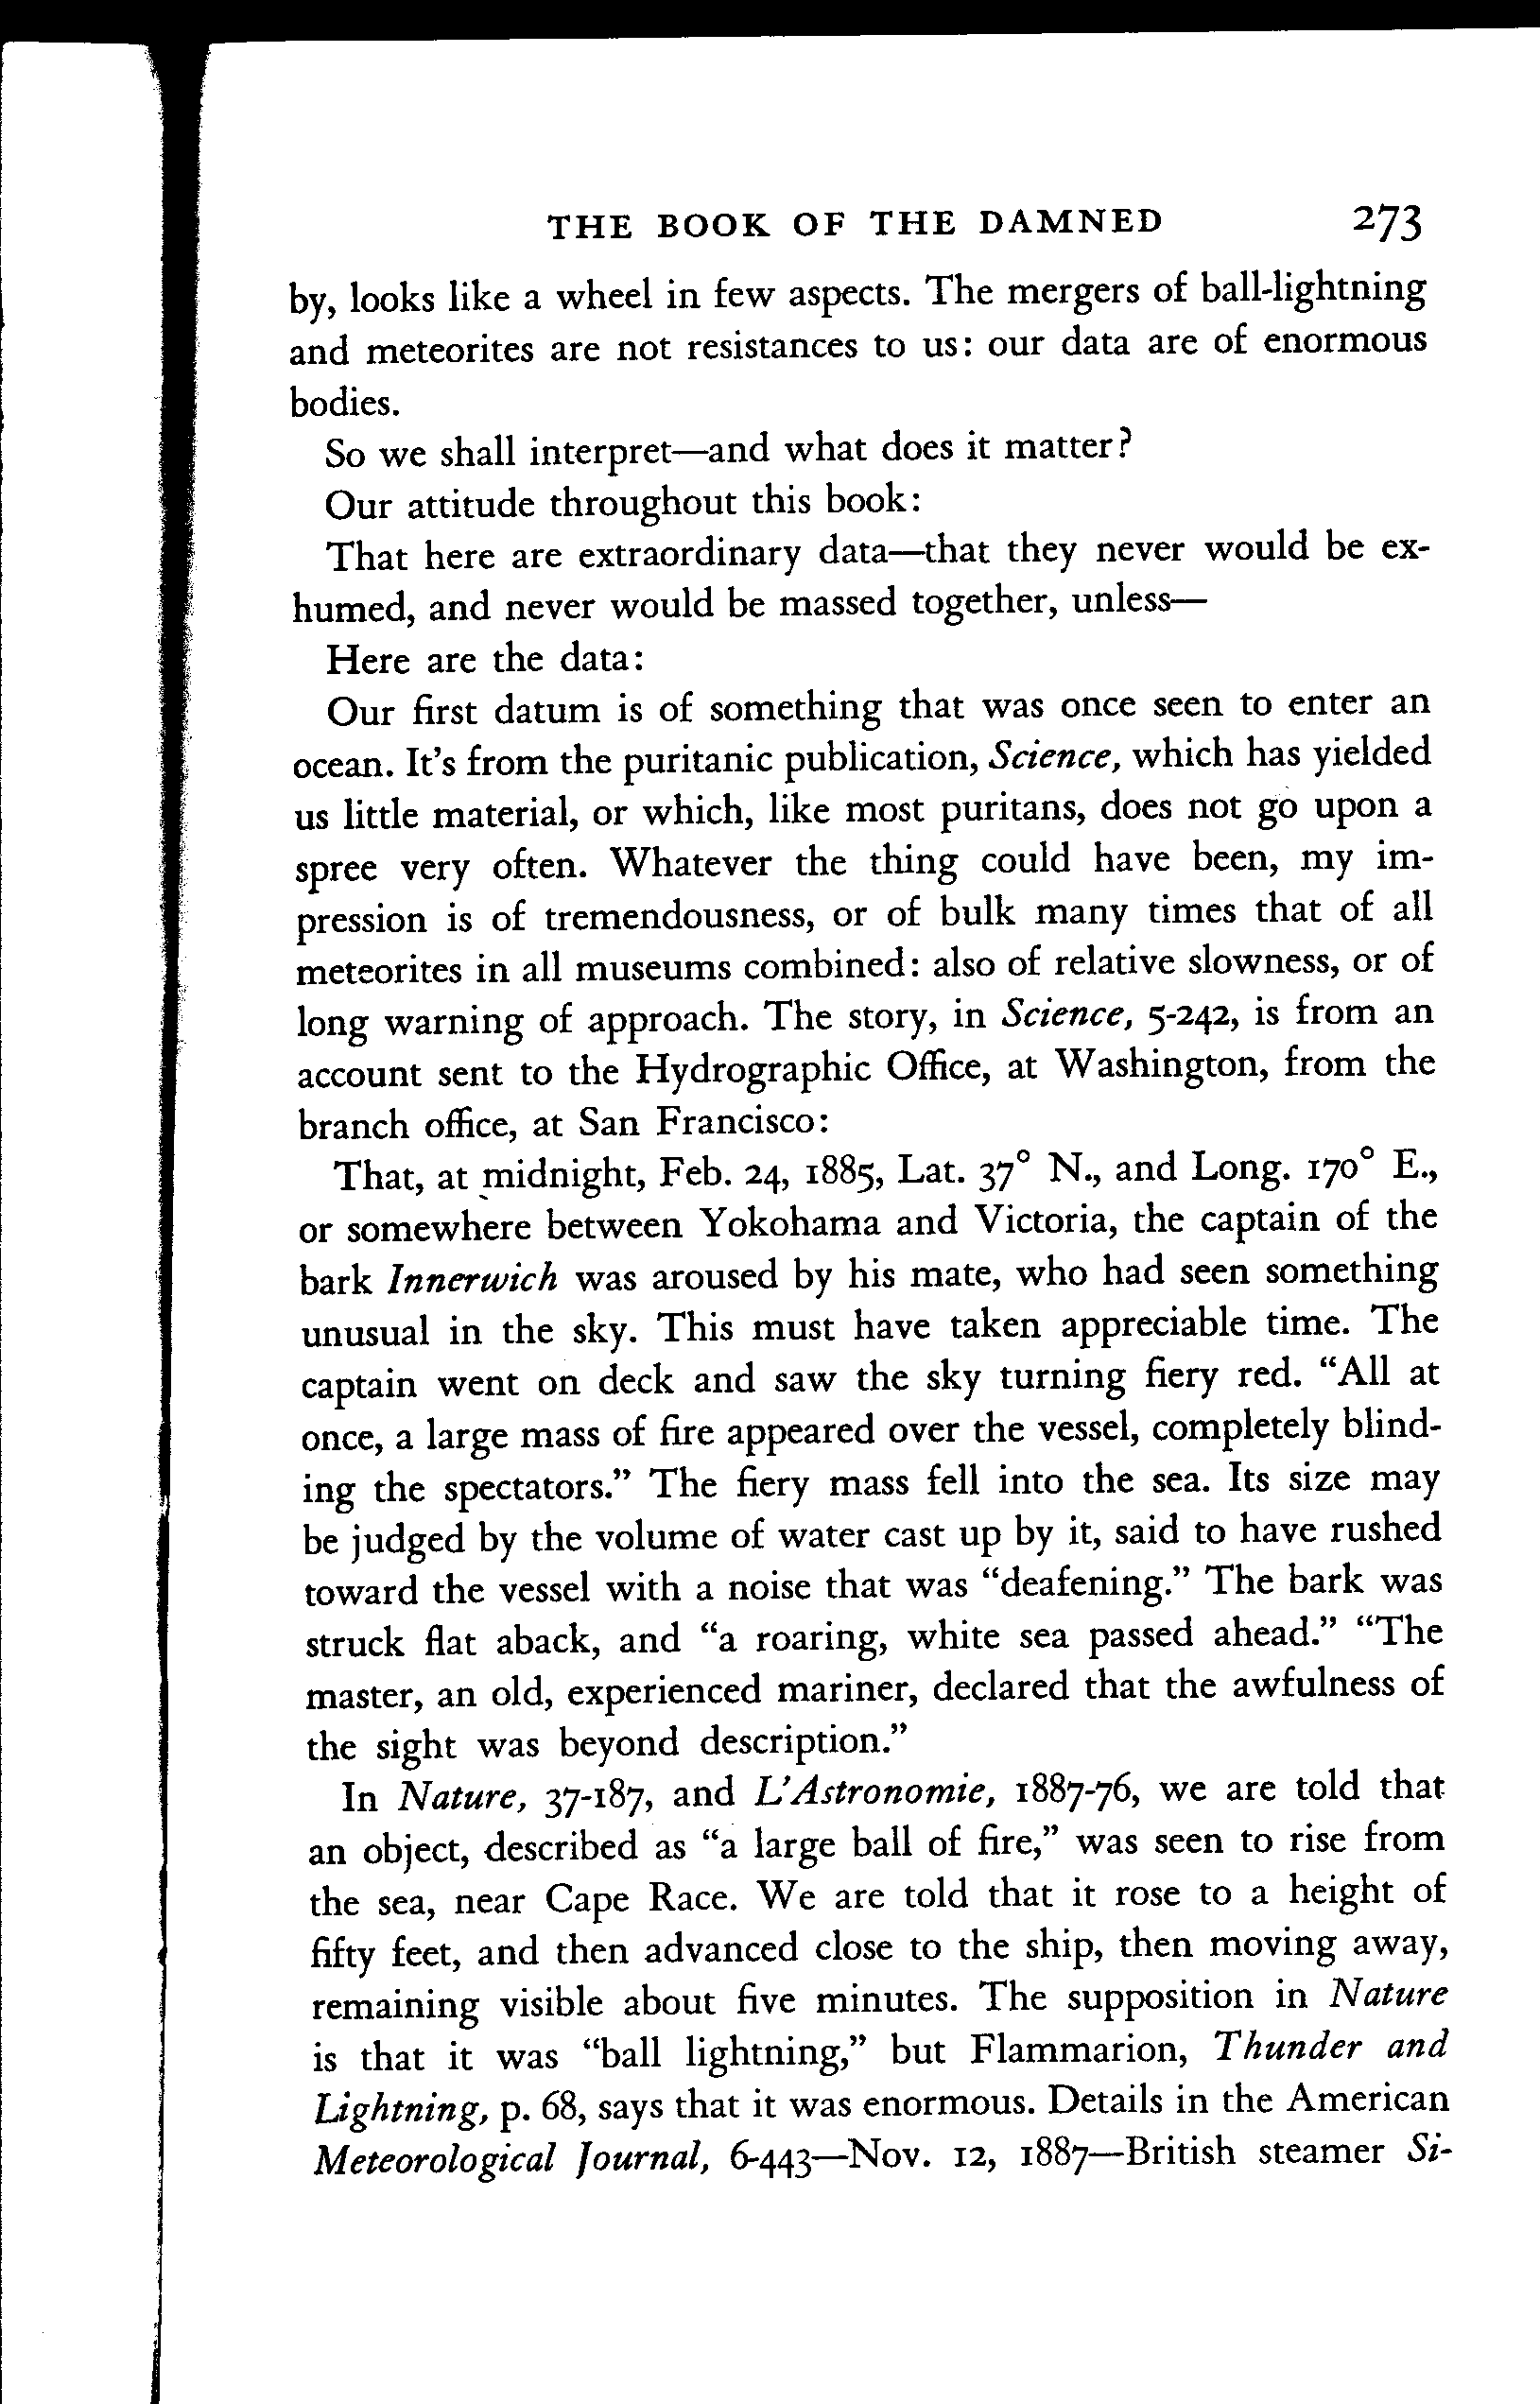 THE BOOK OF THE DAMNED 273
by, looks like a wheel in few aspects. The mergers of ball-lightning
and meteorites are not resistances to us: our data are of enormous
bodies.
So we shall interpret—and what does it matter?
Our attitude throughout this book:
That here are extraordinary data—that they never would be ex-
humed, and never would be massed together, unless—
Here are the data:
Our first datum is of something that was once seen to enter an
ocean. It's from the puritanic publication, Science, which has yielded
us little material, or which, like most puritans, does not go upon a
spree very often. Whatever the thing could have been, my im-
pression is of tremendousness, or of bulk many times that of all
meteorites in all museums combined: also of relative slowness, or of
long warning of approach. The story, in Science, 5-242, is from an
account sent to the Hydrographic Office, at Washington, from the
branch office, at San Francisco:
That, at midnight, Feb. 24, 1885, Lat. 37° N., and Long. 170° E.,
or somewhere between Yokohama and Victoria, the captain of the
bark Innerwich was aroused by his mate, who had seen something
unusual in the sky. This must have taken appreciable time. The
captain went on deck and saw the sky turning fiery red. “All at
once, a large mass of fire appeared over the vessel, completely blind-
ing the spectators.” The fiery mass fell into the sea. Its size may
be judged by the volume of water cast up by it, said to have rushed
toward the vessel with a noise that was “deafening.” The bark was
struck flat aback, and “a roaring, white sea passed ahead.” “The
master, an old, experienced mariner, declared that the awfulness of
the sight was beyond description.”
In Nature, 37-187, and L'Astronomie, 1887-76, we are told that
an object, described as “a large ball of fire,” was seen to rise from
the sea, near Cape Race. We are told that it rose to a height of
fifty feet, and then advanced close to the ship, then moving away,
remaining visible about five minutes. The supposition in Nature
is that it was “ball lightning,” but Flammarion, Thunder and
Lightning, p. 68, says that it was enormous. Details in the American
Meteorological Journal, 6-443—Nov. 12, 1887—British steamer Si-